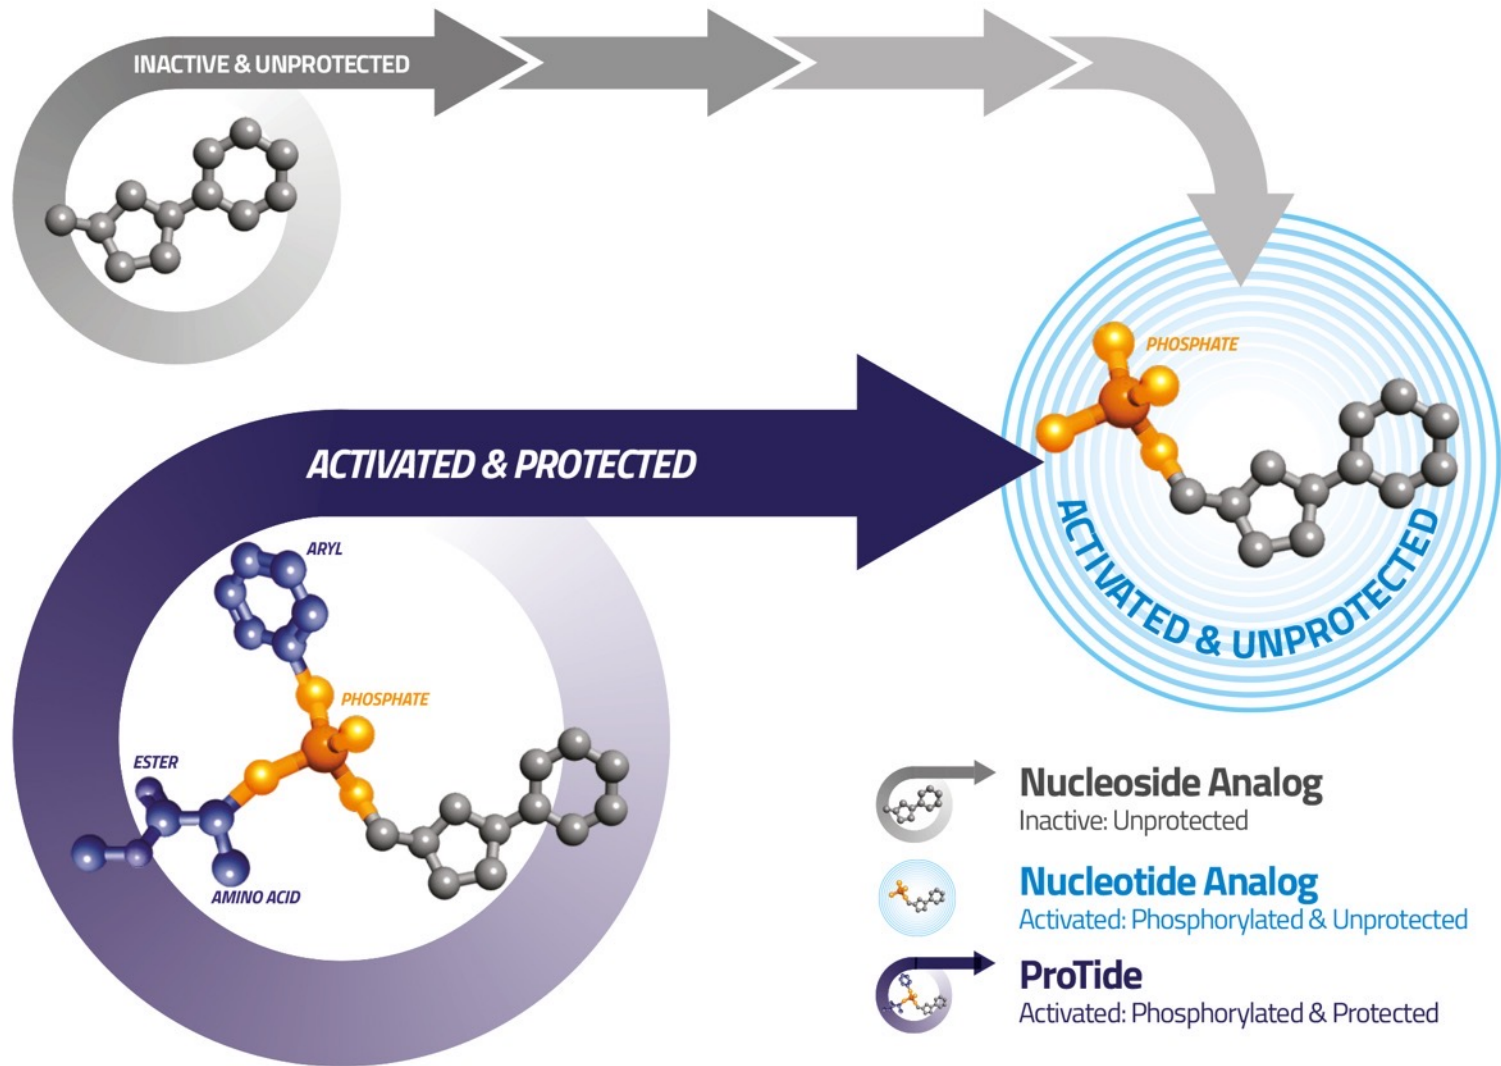 INACTIVE & UNPROTECTED
PHOSPHATE
ACTIVATED & PROTECTED
ACTIVATED & UNPROTECTED
ARYL
PHOSPHATE
ESTER
AMINO ACID
Nucleoside Analog
Inactive: Unprotected
Nucleotide Analog
Activated: Phosphorylated & Unprotected
ProTide
Activated: Phosphorylated & Protected